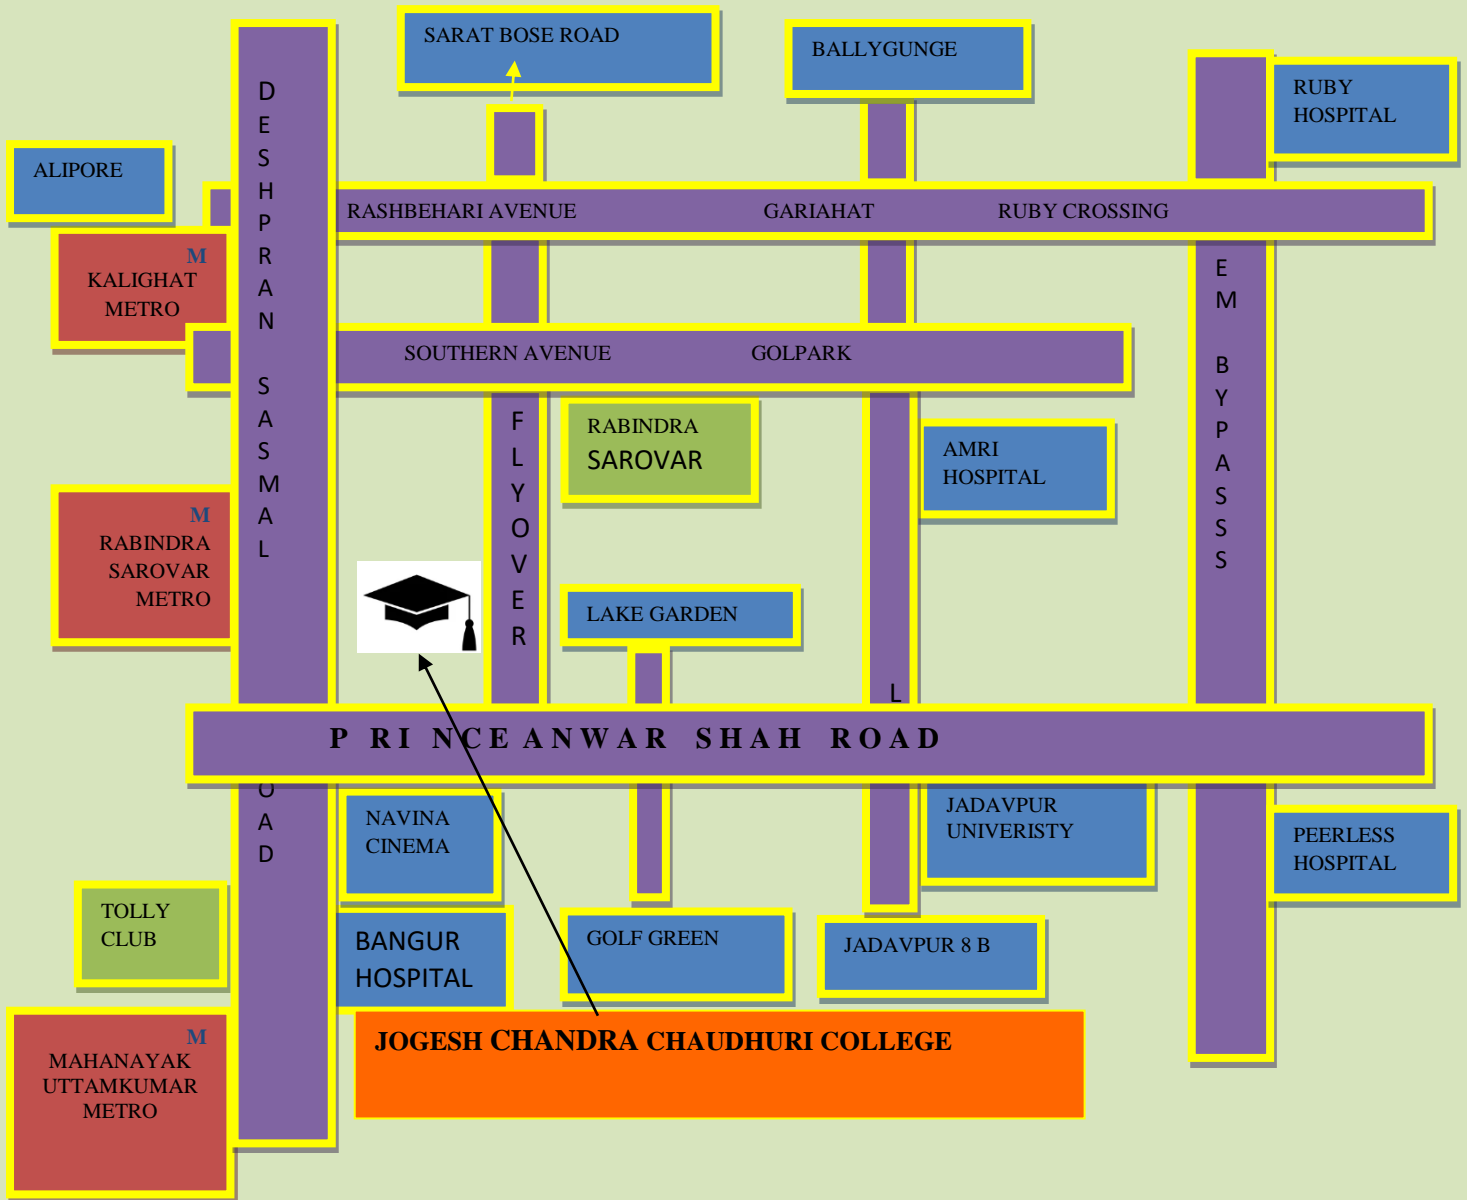 SARAT BOSE ROAD
BALLYGUNGE
RUBY
HOSPITAL
ALIPORE
D
E
S
H
P
R
A
N
S
A
S
M
A
L
OAD
RASHBEHARI AVENUE GARIAHAT RUBY CROSSING
M
KALIGHAT
METRO
SOUTHERN AVENUE GOLPARK
E
M
B
Y
P
A
S
S
S
F
L
Y
O
V
E
R
RABINDRA
SAROVAR
AMRI
HOSPITAL
M
RABINDRA
SAROVAR
METRO
LAKE GARDEN
L
PRINCE ANWAR SHAH ROAD
NAVINA
CINEMA
JADAVPUR
UNIVERISTY
PEERLESS
HOSPITAL
TOLLY
CLUB
BANGUR
HOSPITAL
GOLF GREEN
JADAVPUR 8 B
M
MAHANAYAK
UTTAMKUMAR
METRO
JOGESH CHANDRA CHAUDHURI COLLEGE